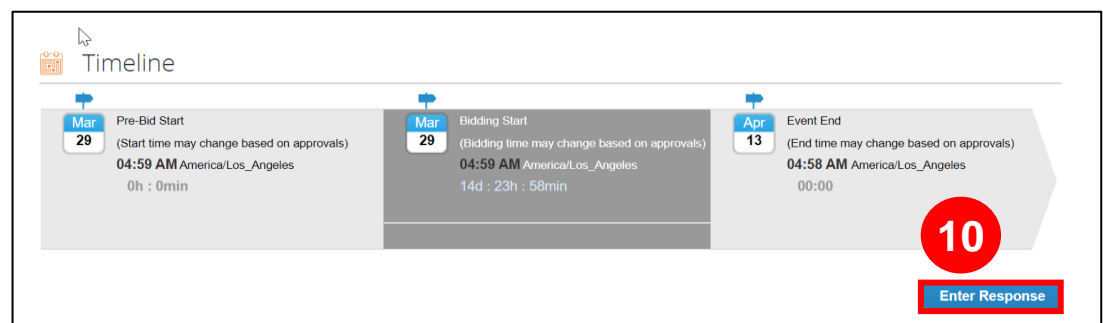 Timeline
Mar
29
Pre-Bid Start
(Start time may change based on approvals)
04:59 AM America/Los_Angeles
0h : 0min
Mar
29
Bidding Start
(Bidding time may change based on approvals)
04:59 AM America/Los_Angeles
14d : 23h : 58min
Apr
13
Event End
(End time may change based on approvals)
04:58 AM America/Los_Angeles
00:00
10
Enter Response